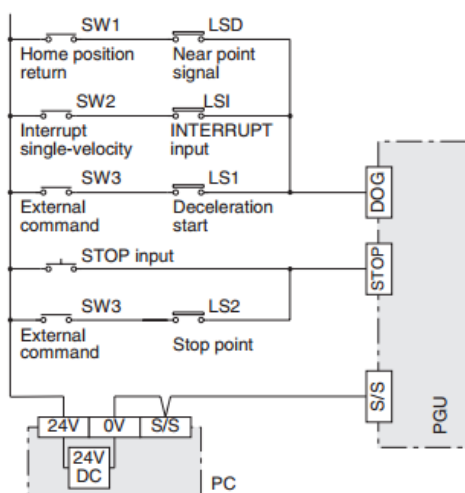 SW1 LSD
Home position Near point
return signal
SW2 LSI
Interrupt INTERRUPT
single-velocity input
SW3 LS1
External Deceleration
command start
DOG
STOP input
STOP
SW3 LS2
External
command Stop point
S/S
PGU
24V 0V S/S
24V
DC
PC